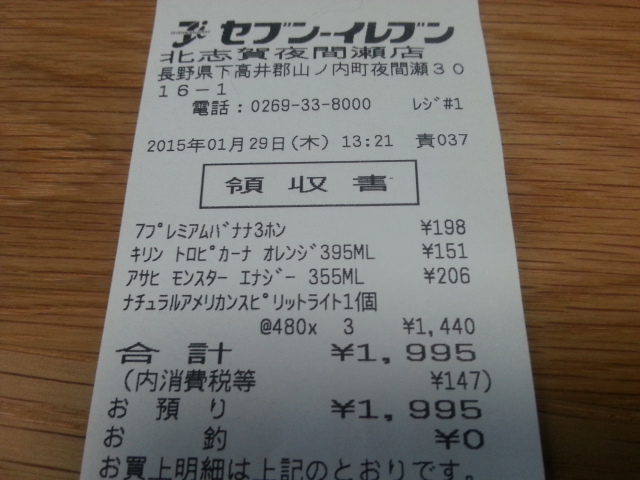 セブン-イレブン
北志賀夜間瀬店
長野県下高井郡山ノ内町夜間瀬30
16-1
電話:0269-33-8000 レジ#1
2015年01月29日(木) 13:21 責037
領収書
7プレミアムバナナ3ホン ¥198
キリン トロピカーナ オレンジ395ML ¥151
アサヒ モンスター エナジー 355ML ¥206
ナチュラルアメリカンスピリットライト1個
@480x 3 ¥1,440
合計 ¥1,995
(内消費税等 ¥147)
お預り ¥1,995
お釣 ¥0
お買上明細は上記のとおりです。